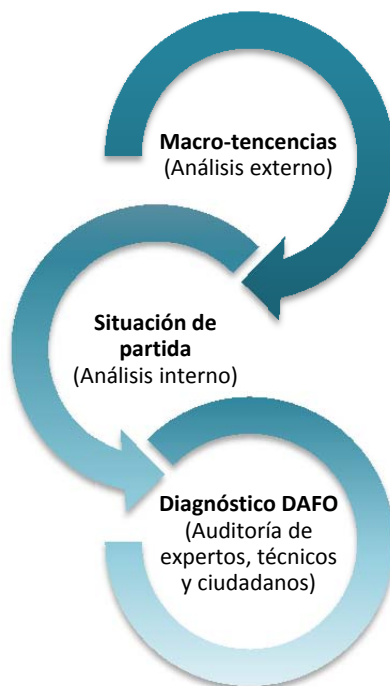 Macro-tencencias
(Análisis externo)
Situación de
partida
(Análisis interno)
Diagnóstico DAFO
(Auditoría de
expertos, técnicos
y ciudadanos)